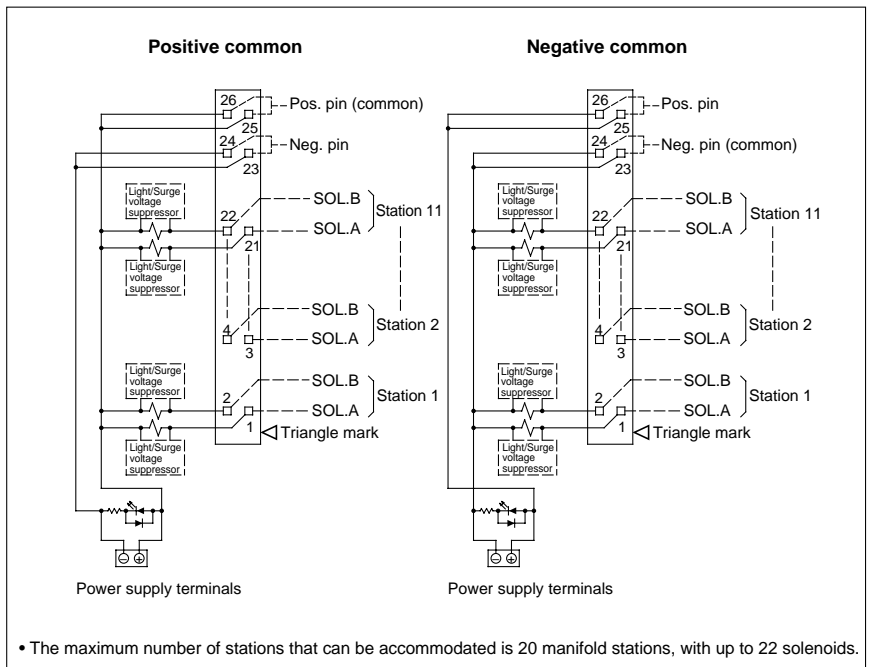 Positive common
26
Pos. pin (common)
25
24
Neg. pin
23
Light/Surge
voltage
suppressor
22
SOL.B
Station 11
SOL.A
21
Light/Surge
voltage
suppressor
SOL.B
4
Station 2
SOL.A
3
Light/Surge
voltage
suppressor
SOL.B
2
Station 1
SOL.A
1
Triangle mark
Light/Surge
voltage
suppressor
⊖ ⊕
Power supply terminals
Negative common
26
Pos. pin
25
24
Neg. pin (common)
23
Light/Surge
voltage
suppressor
22
SOL.B
Station 11
SOL.A
21
Light/Surge
voltage
suppressor
SOL.B
4
Station 2
SOL.A
3
Light/Surge
voltage
suppressor
SOL.B
2
Station 1
SOL.A
1
Triangle mark
Light/Surge
voltage
suppressor
⊖ ⊕
Power supply terminals
• The maximum number of stations that can be accommodated is 20 manifold stations, with up to 22 solenoids.